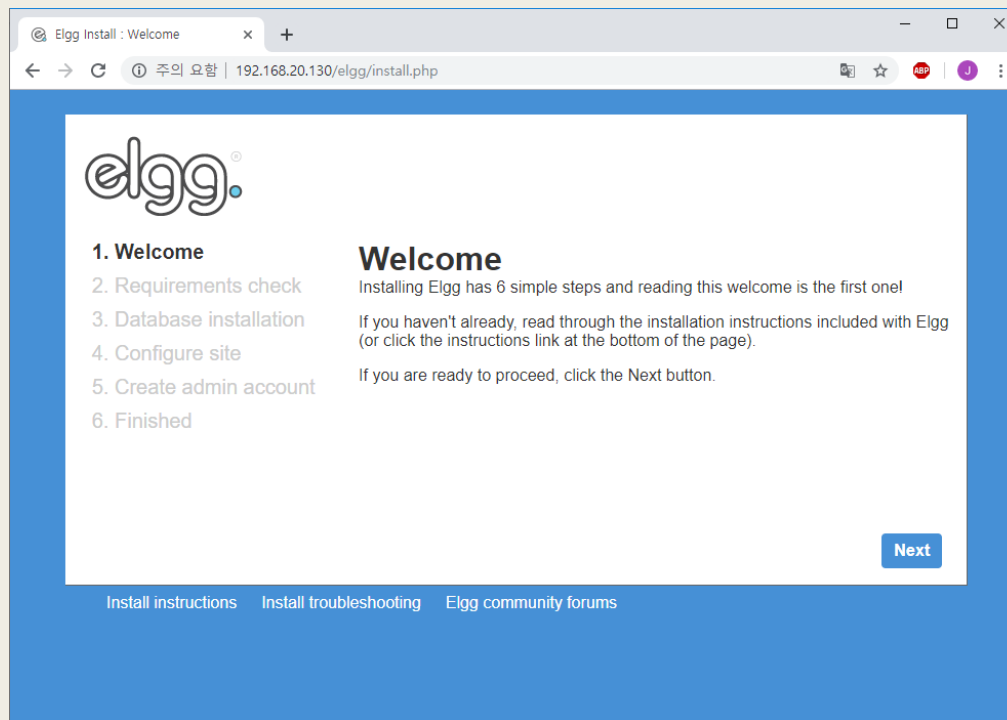 Elgg Install : Welcome
주의 요함 | 192.168.20.130/elgg/install.php
ABP
J
elgg.®
1. Welcome
2. Requirements check
3. Database installation
4. Configure site
5. Create admin account
6. Finished
Welcome
Installing Elgg has 6 simple steps and reading this welcome is the first one!
If you haven't already, read through the installation instructions included with Elgg
(or click the instructions link at the bottom of the page).
If you are ready to proceed, click the Next button.
Next
Install instructions Install troubleshooting Elgg community forums